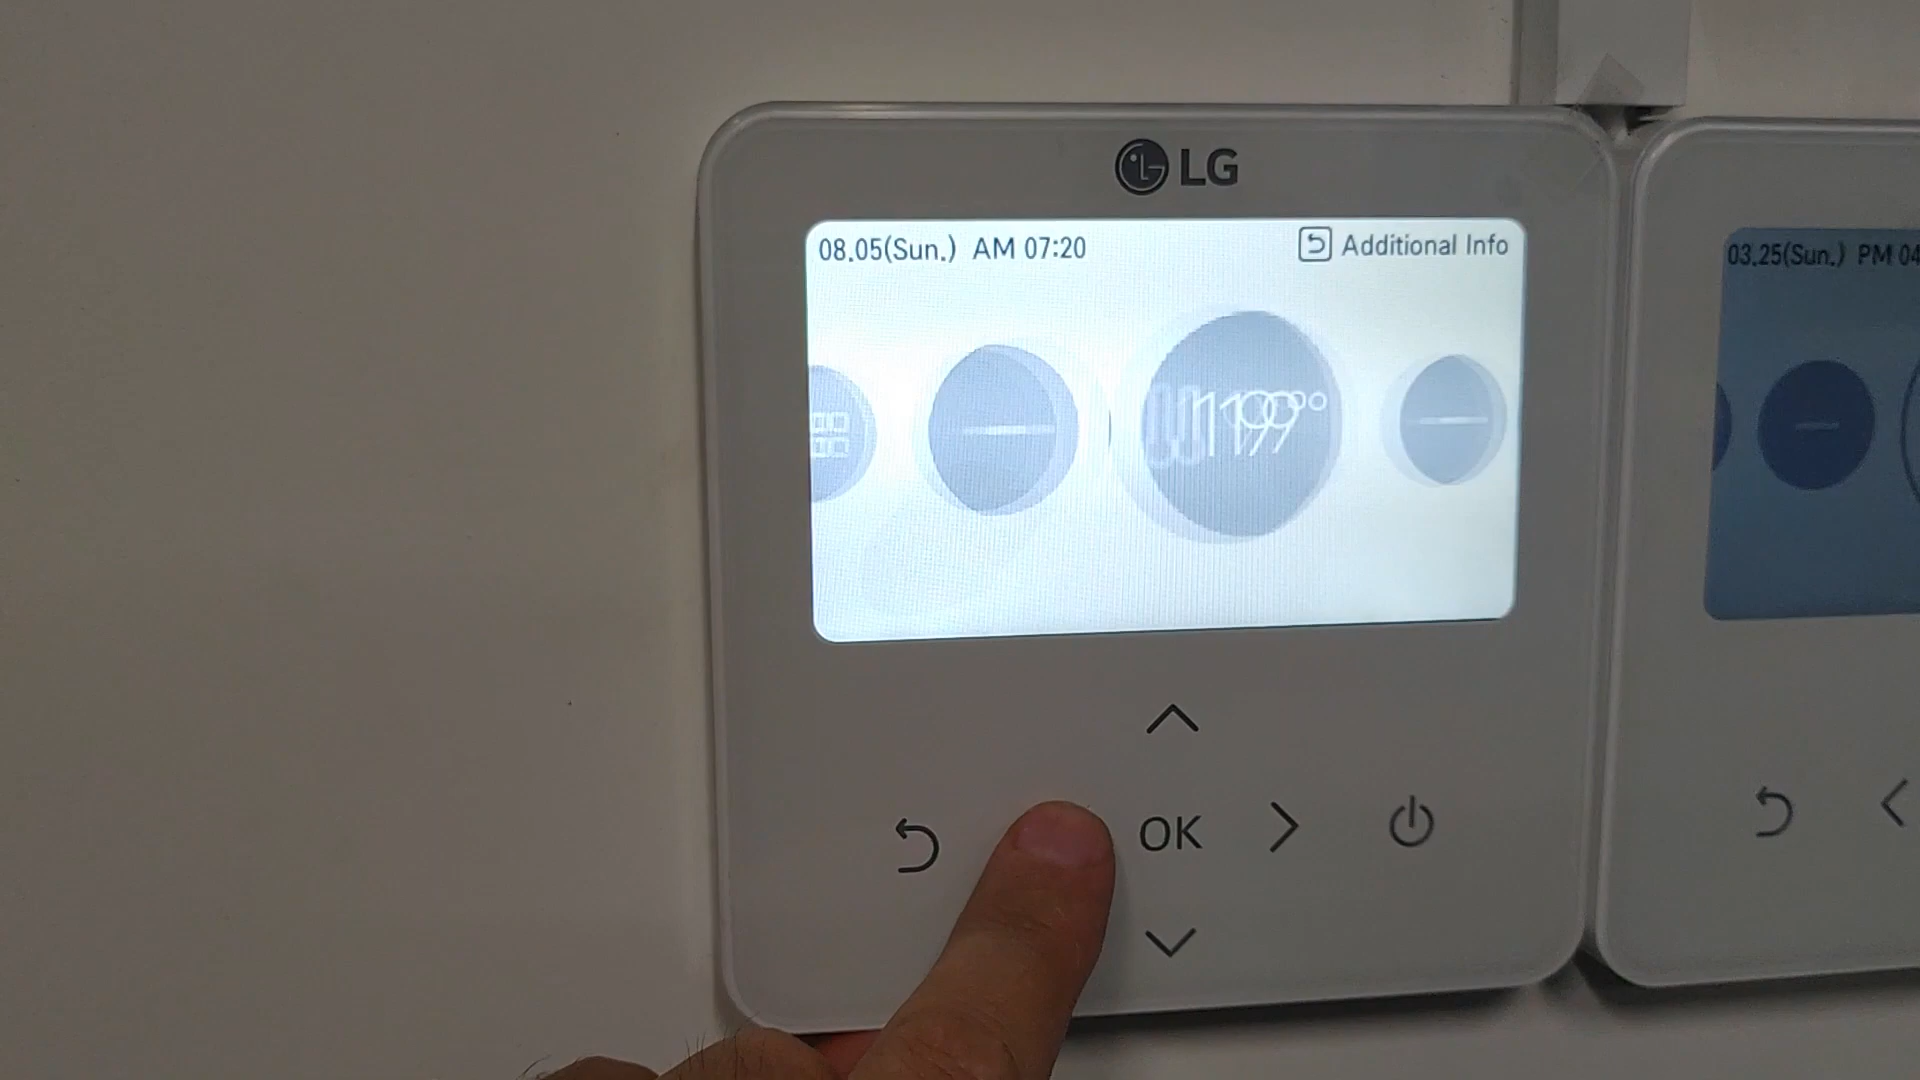 LG
08.05(Sun.) AM 07:20
Additional Info
03.25(Sun.) PM 04
OK